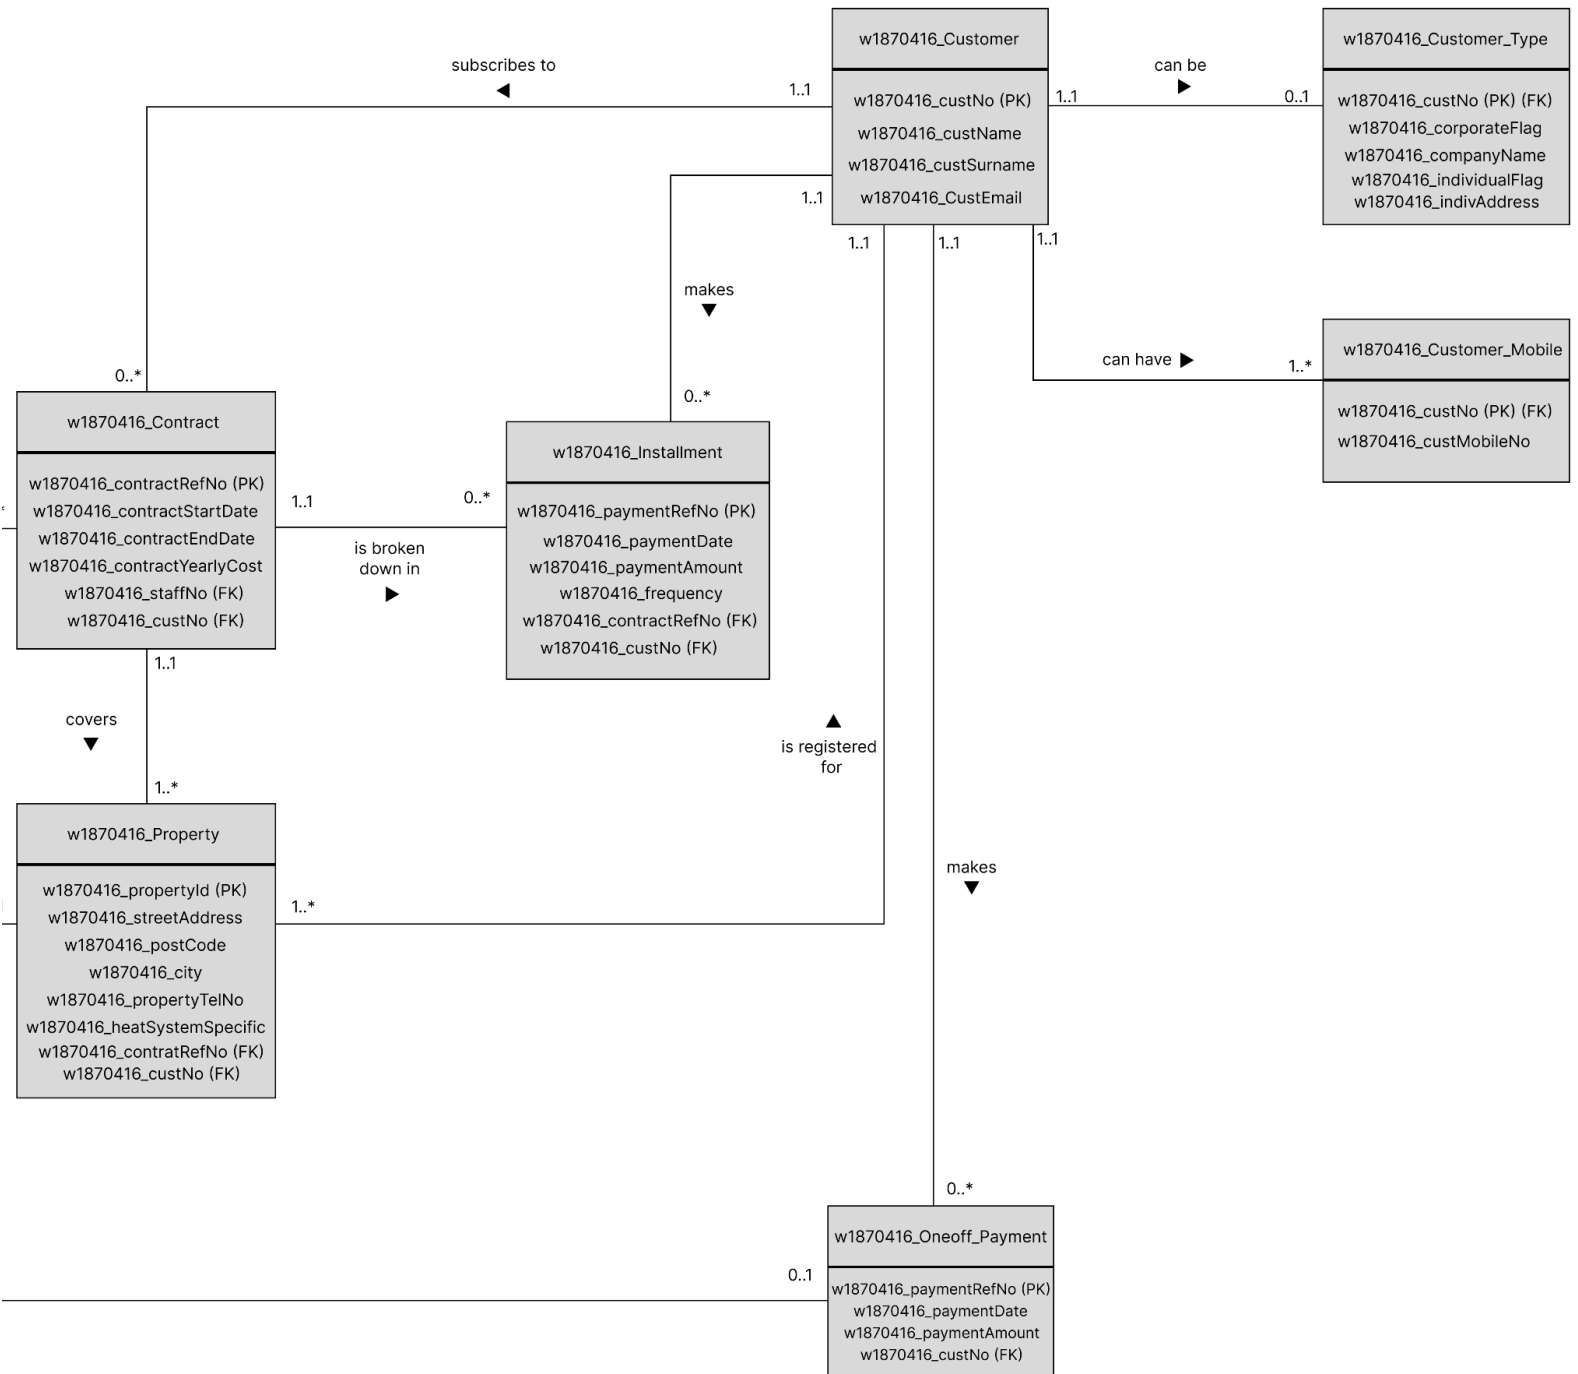 w1870416_Customer
w1870416_custNo (PK)
w1870416_custName
w1870416_custSurname
w1870416_CustEmail
w1870416_Customer_Type
w1870416_custNo (PK) (FK)
w1870416_corporateFlag
w1870416_companyName
w1870416_individualFlag
w1870416_indivAddress
subscribes to
1..1
0..*
can be
1..1
0..1
makes
1..1
0..*
1..1
1..1
1..1
can have
1..*
w1870416_Customer_Mobile
w1870416_custNo (PK) (FK)
w1870416_custMobileNo
w1870416_Contract
w1870416_contractRefNo (PK)
w1870416_contractStartDate
w1870416_contractEndDate
w1870416_contractYearlyCost
w1870416_staffNo (FK)
w1870416_custNo (FK)
1..1
0..*
is broken
down in
w1870416_Installment
w1870416_paymentRefNo (PK)
w1870416_paymentDate
w1870416_paymentAmount
w1870416_frequency
w1870416_contractRefNo (FK)
w1870416_custNo (FK)
1..1
covers
1..*
is registered
for
w1870416_Property
w1870416_propertyId (PK)
w1870416_streetAddress
w1870416_postCode
w1870416_city
w1870416_propertyTelNo
w1870416_heatSystemSpecific
w1870416_contratRefNo (FK)
w1870416_custNo (FK)
1..*
makes
0..*
0..1
w1870416_Oneoff_Payment
w1870416_paymentRefNo (PK)
w1870416_paymentDate
w1870416_paymentAmount
w1870416_custNo (FK)